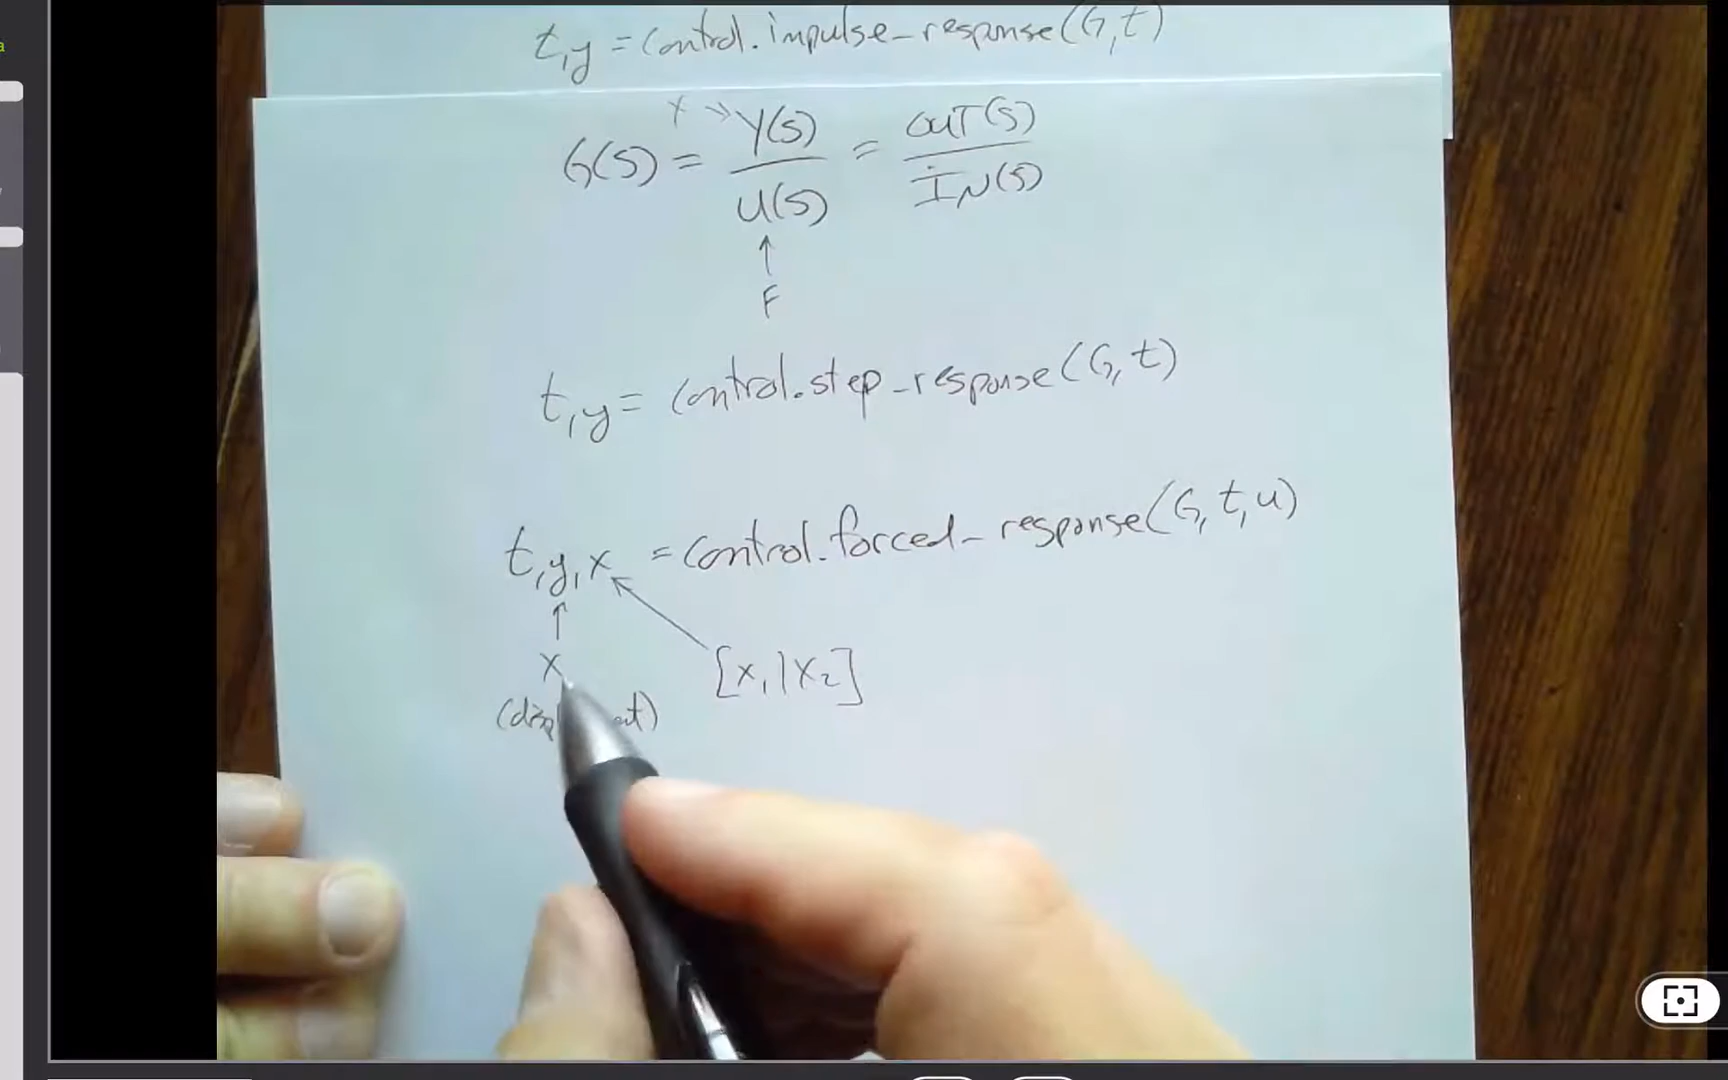 t,y = control.impulse_response(G,t)
x → Y(s) OUT(s)
G(s) = =
U(s) IN(s)
↑
F
t,y = control.step_response(G,t)
t,y,x = control.forced_response(G,t,u)
↑
x [x₁|x₂]